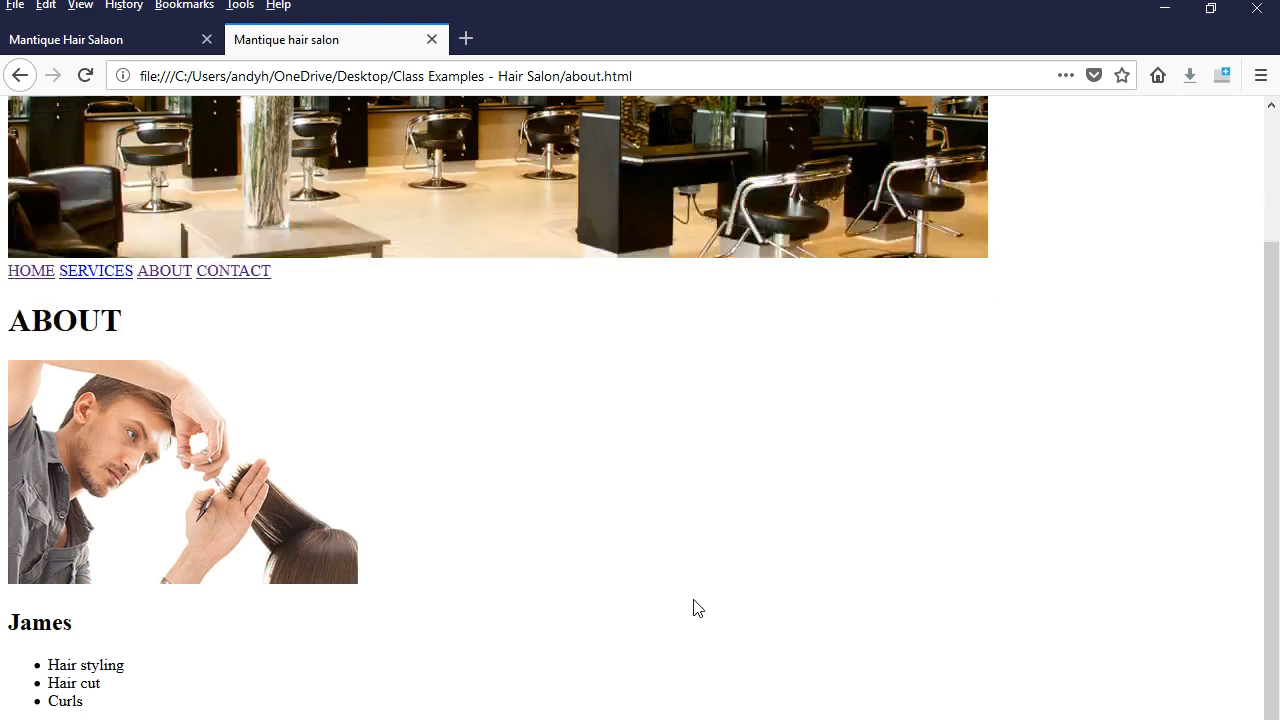 File Edit View History Bookmarks Tools Help
Mantique Hair Salaon
Mantique hair salon
file:///C:/Users/andyh/OneDrive/Desktop/Class Examples - Hair Salon/about.html
HOME SERVICES ABOUT CONTACT
ABOUT
James
• Hair styling
• Hair cut
• Curls